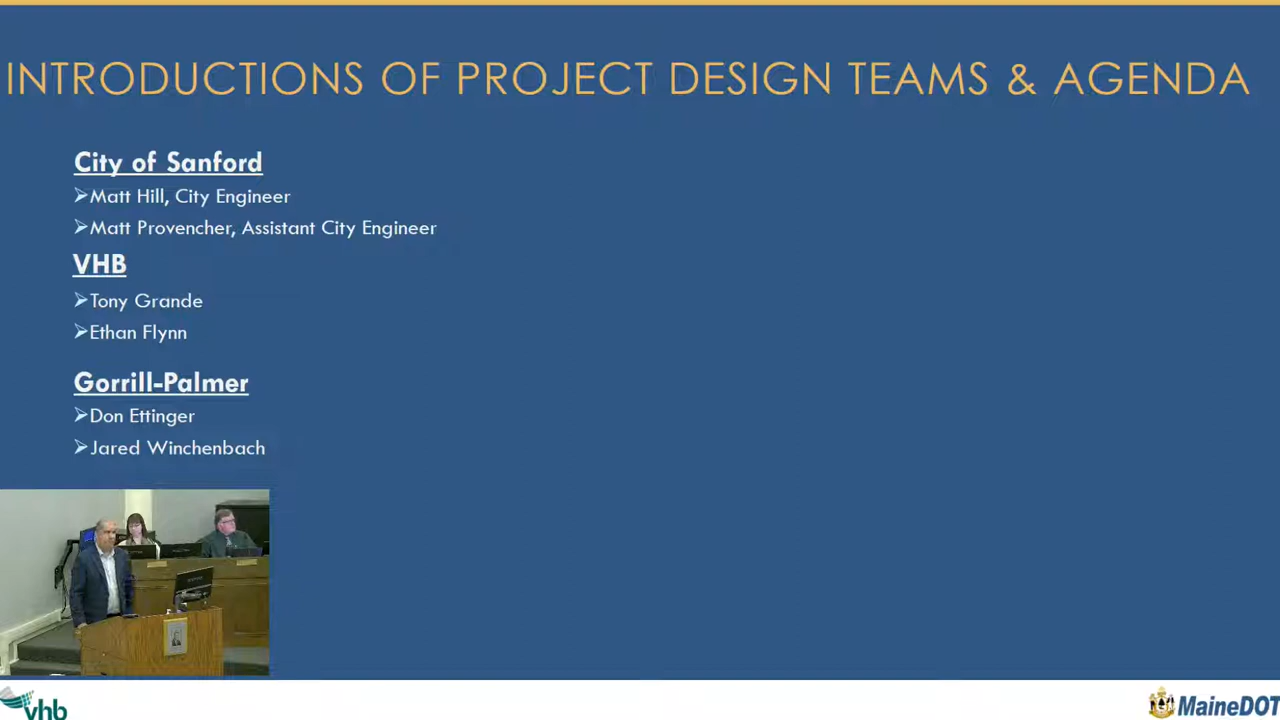 INTRODUCTIONS OF PROJECT DESIGN TEAMS & AGENDA
City of Sanford
➢Matt Hill, City Engineer
➢Matt Provencher, Assistant City Engineer
VHB
➢Tony Grande
➢Ethan Flynn
Gorrill-Palmer
➢Don Ettinger
➢Jared Winchenbach
vhb
MaineDOT